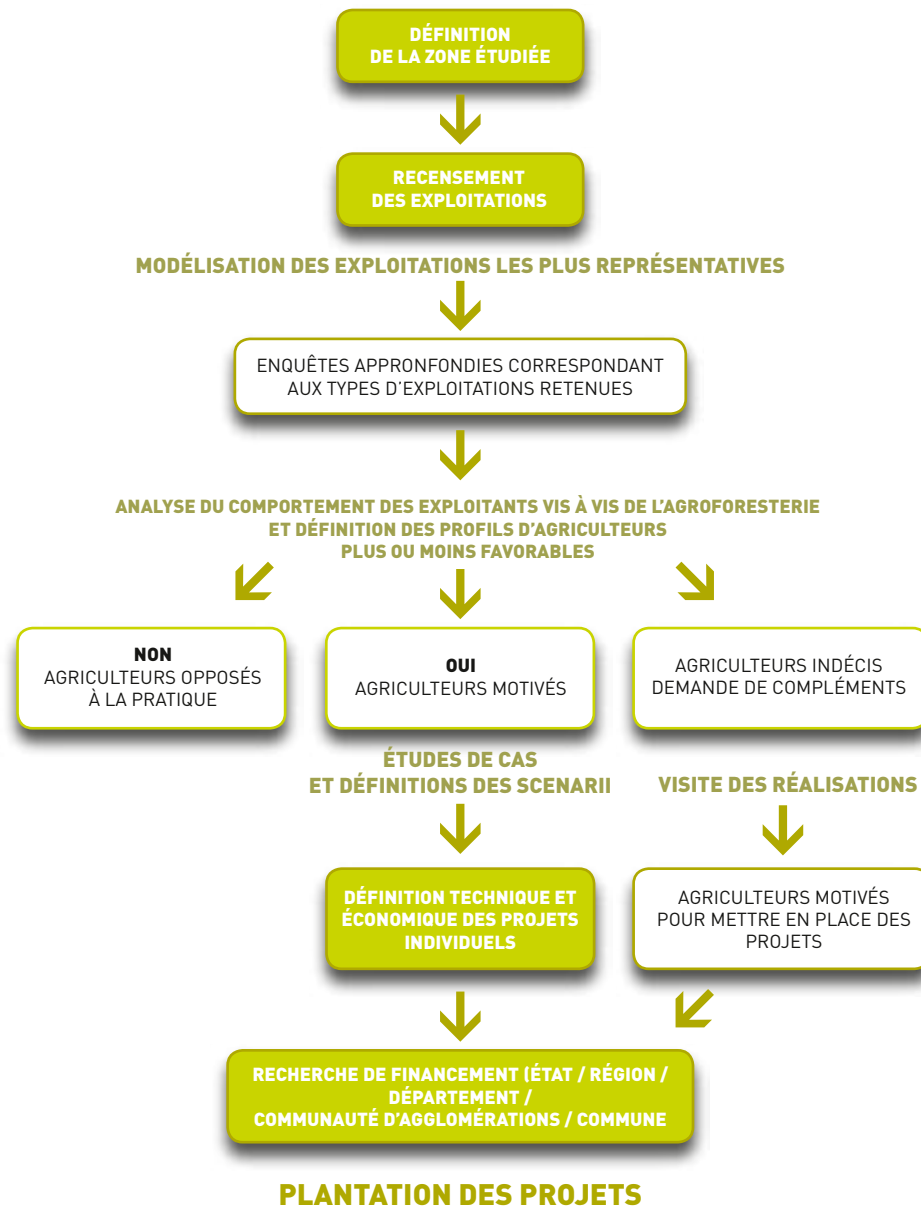 DÉFINITION
DE LA ZONE ÉTUDIÉE
RECENSEMENT
DES EXPLOITATIONS
MODÉLISATION DES EXPLOITATIONS LES PLUS REPRÉSENTATIVES
ENQUÊTES APPRONFONDIES CORRESPONDANT
AUX TYPES D'EXPLOITATIONS RETENUES
ANALYSE DU COMPORTEMENT DES EXPLOITANTS VIS À VIS DE L'AGROFORESTERIE
ET DÉFINITION DES PROFILS D'AGRICULTEURS
PLUS OU MOINS FAVORABLES
NON
AGRICULTEURS OPPOSÉS
À LA PRATIQUE
OUI
AGRICULTEURS MOTIVÉS
AGRICULTEURS INDÉCIS
DEMANDE DE COMPLÉMENTS
ÉTUDES DE CAS
ET DÉFINITIONS DES SCENARII
VISITE DES RÉALISATIONS
DÉFINITION TECHNIQUE ET
ÉCONOMIQUE DES PROJETS
INDIVIDUELS
AGRICULTEURS MOTIVÉS
POUR METTRE EN PLACE DES
PROJETS
RECHERCHE DE FINANCEMENT (ÉTAT / RÉGION /
DÉPARTEMENT /
COMMUNAUTÉ D'AGGLOMÉRATIONS / COMMUNE
PLANTATION DES PROJETS